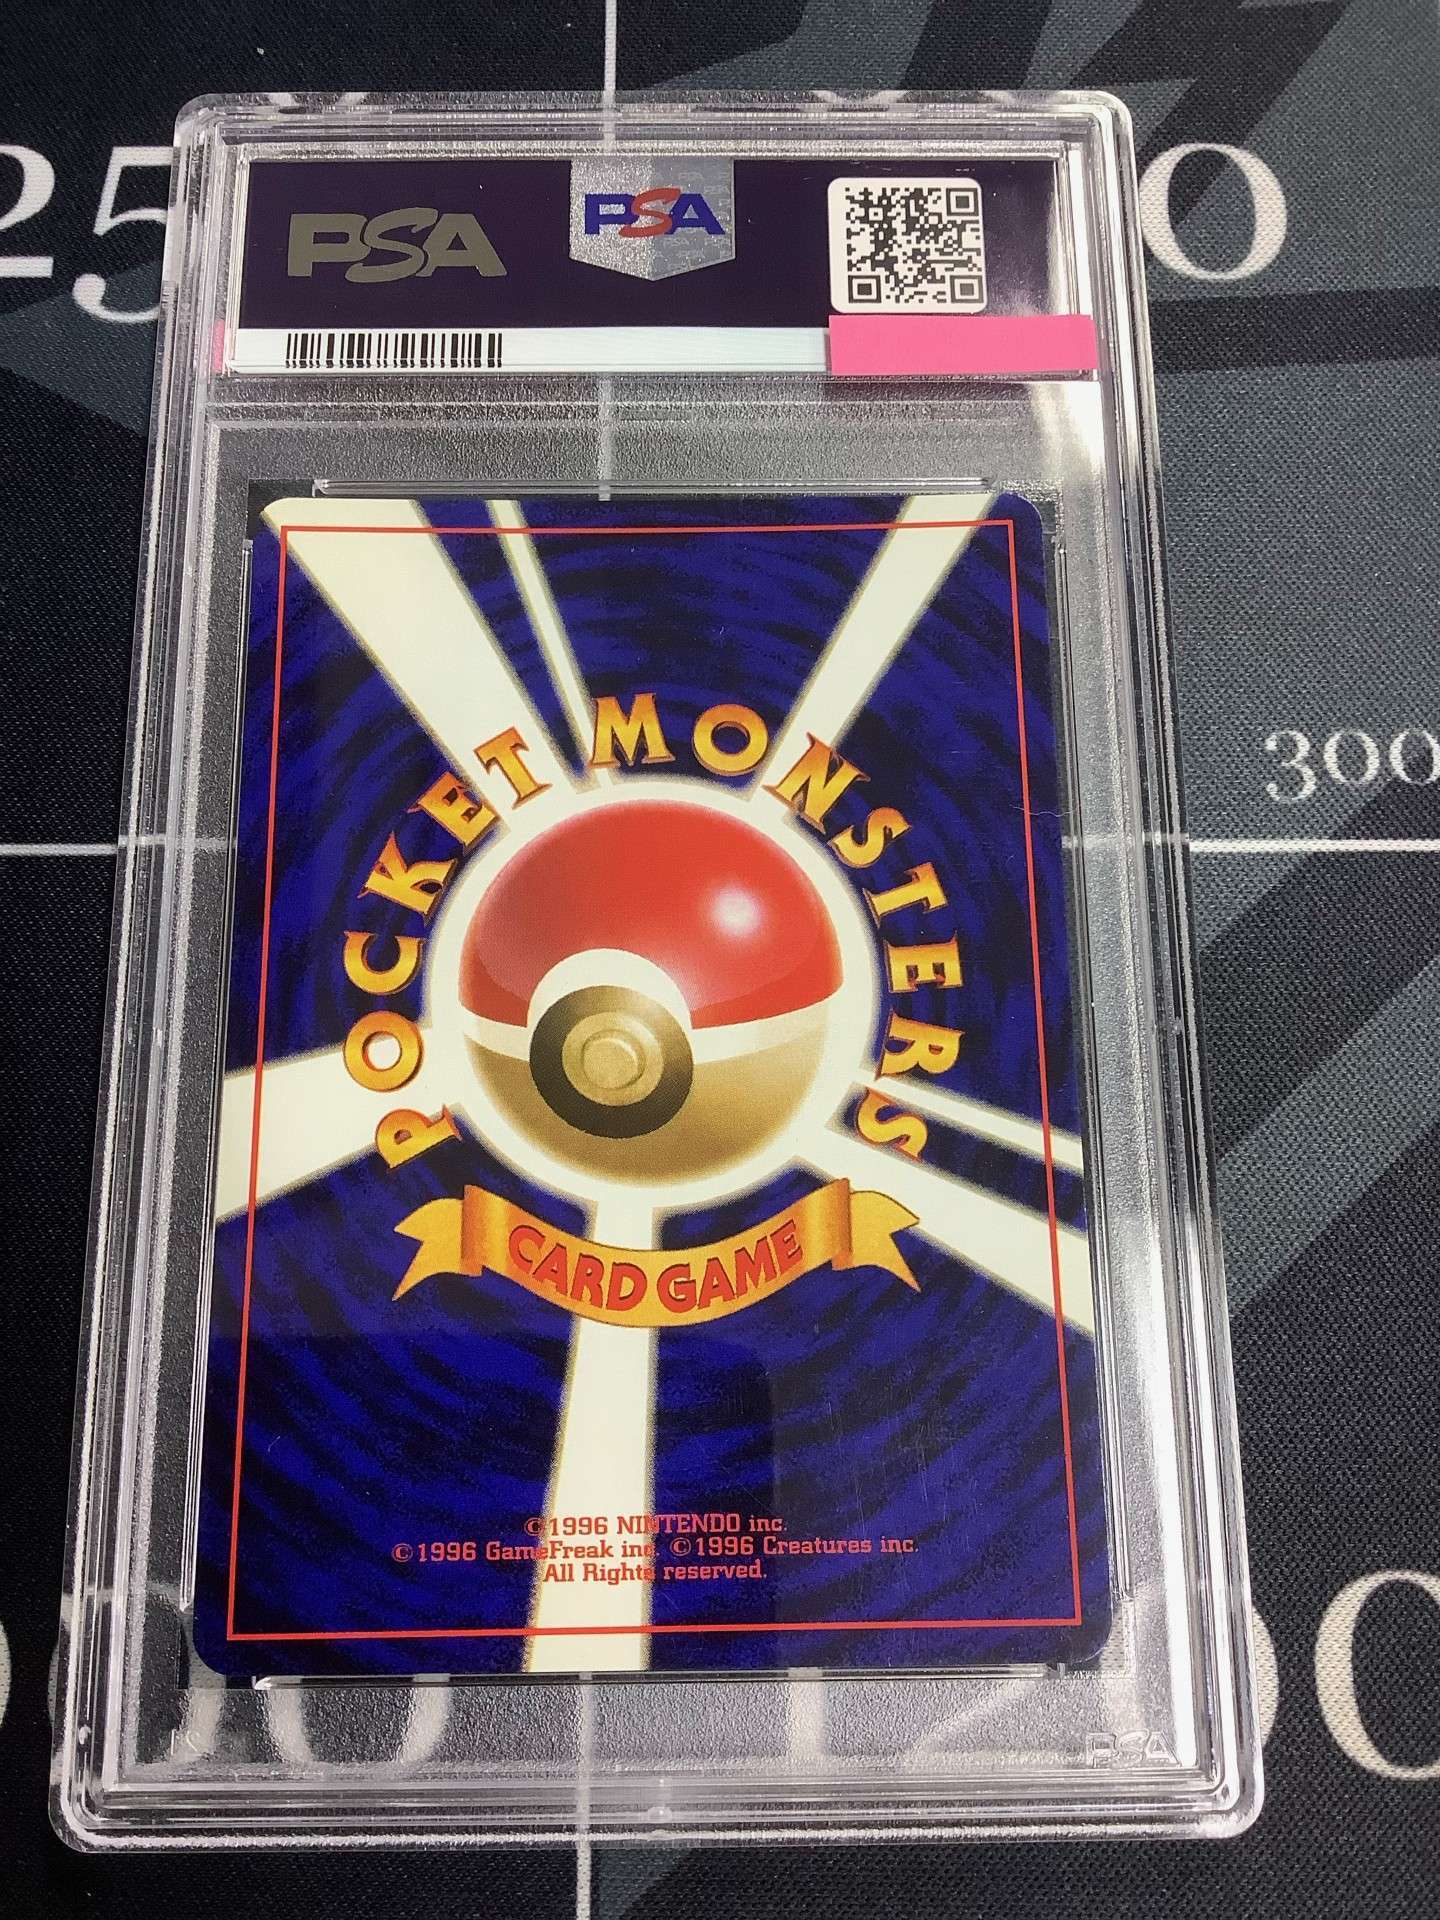 PSA
PSA
25
POCKET MONSTERS
300
CARD GAME
©1996 NINTENDO inc.
©1996 GameFreak inc. ©1996 Creatures inc.
All Rights reserved.
PSA